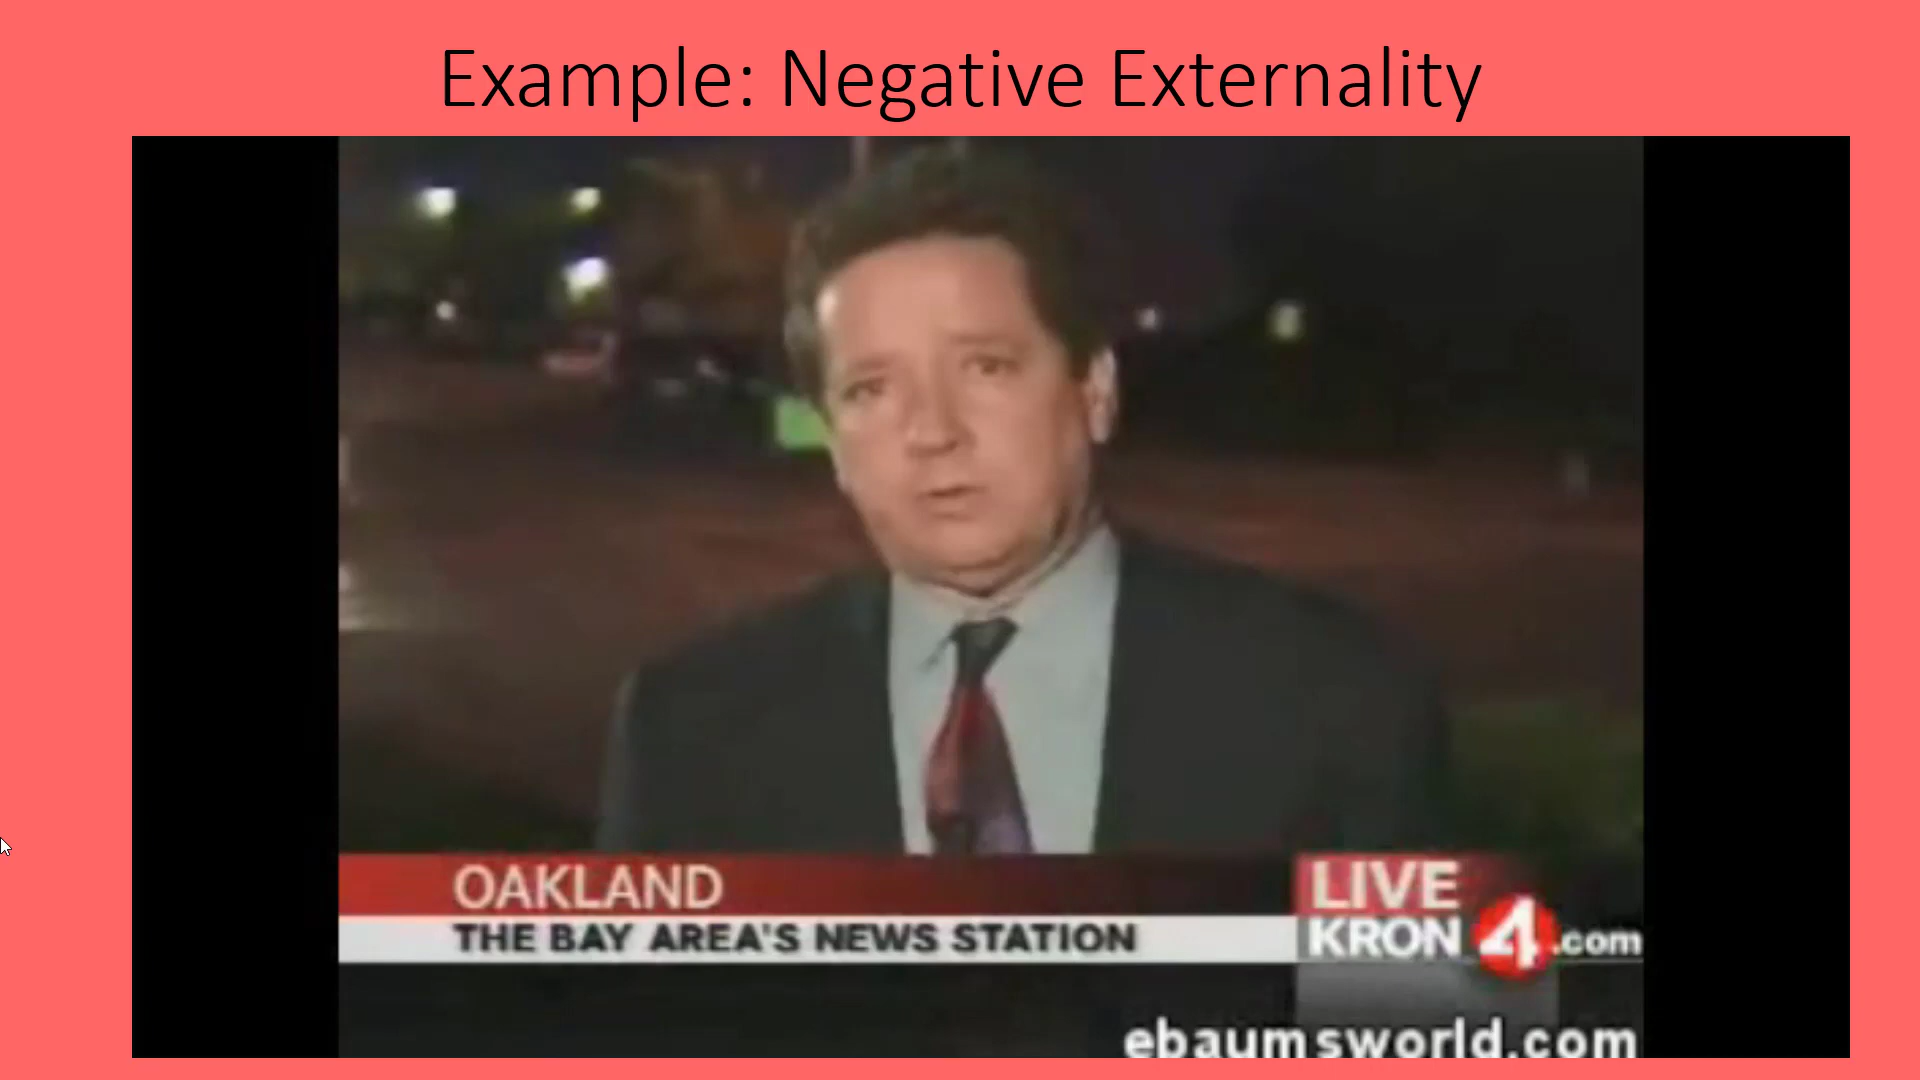 Example: Negative Externality
OAKLAND
THE BAY AREA'S NEWS STATION
LIVE
KRON 4.com
ebaumsworld.com